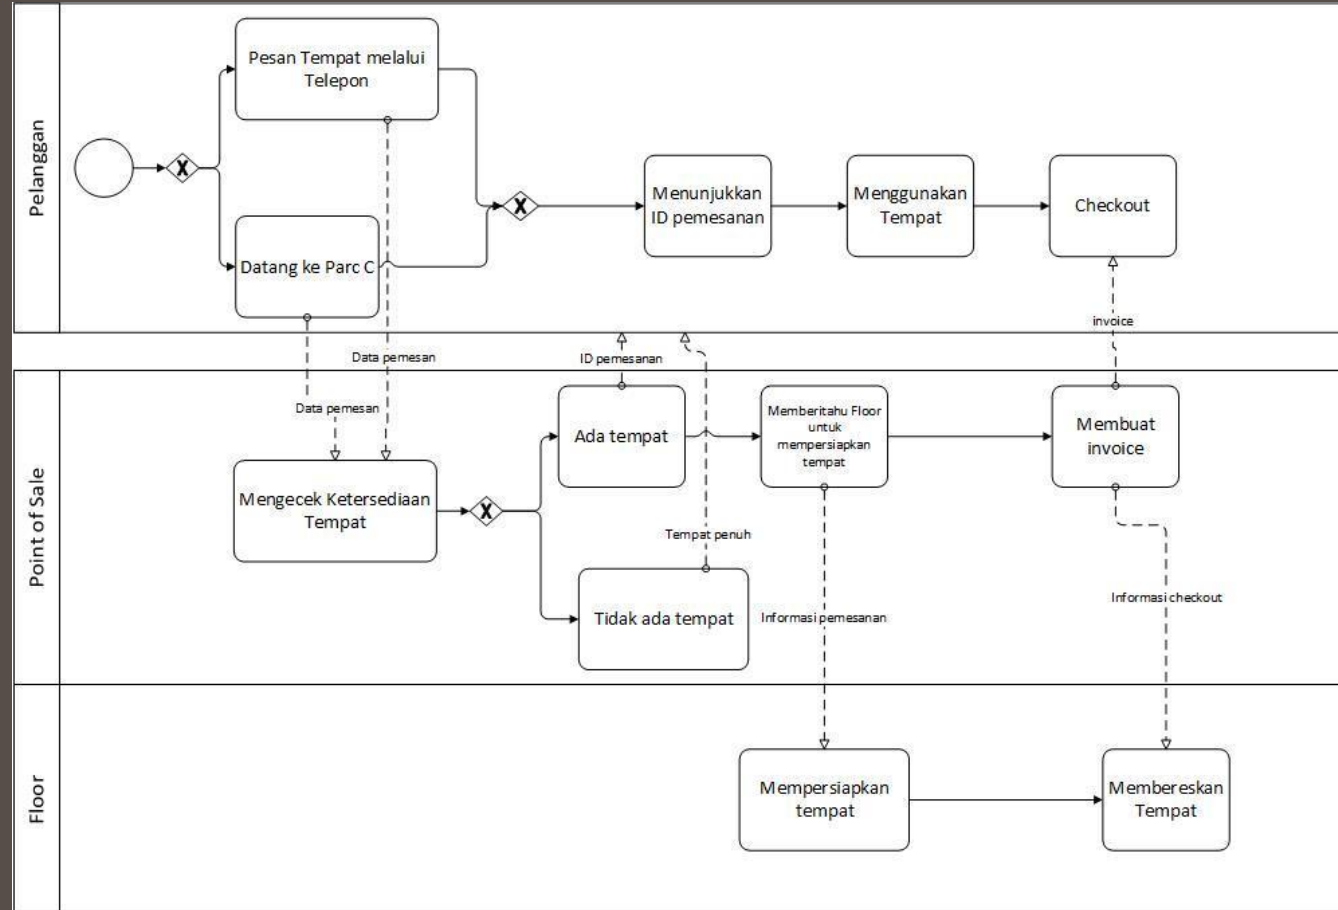 Pelanggan
Pesan Tempat melalui
Telepon
X
Datang ke Parc C
X
Menunjukkan
ID pemesanan
Menggunakan
Tempat
Checkout
Data pemesan
ID pemesanan
invoice
Data pemesan
Point of Sale
Mengecek Ketersediaan
Tempat
X
Ada tempat
Memberitahu Floor
untuk
mempersiapkan
tempat
Membuat
invoice
Tempat penuh
Tidak ada tempat
Informasi pemesanan
Informasi checkout
Floor
Mempersiapkan
tempat
Membereskan
Tempat